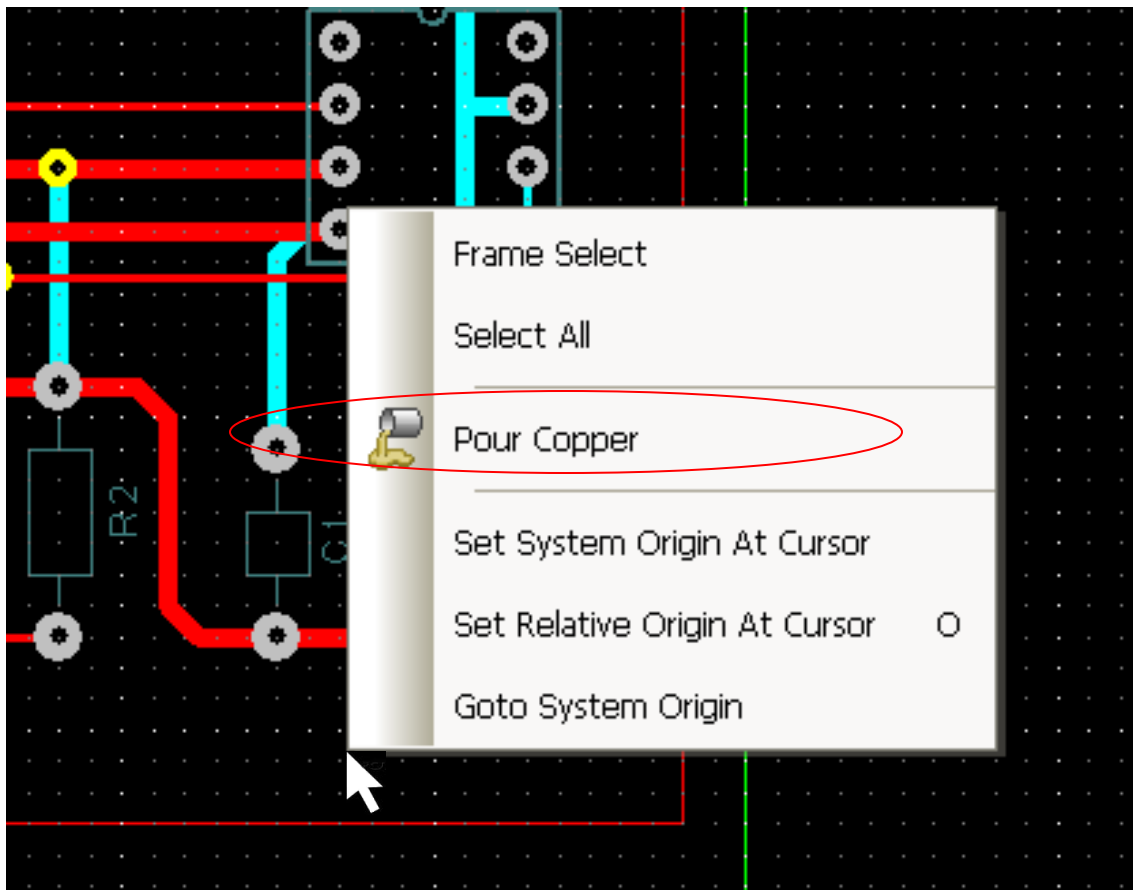 Frame Select
Select All
Pour Copper
R2
C1
Set System Origin At Cursor
Set Relative Origin At Cursor O
Goto System Origin